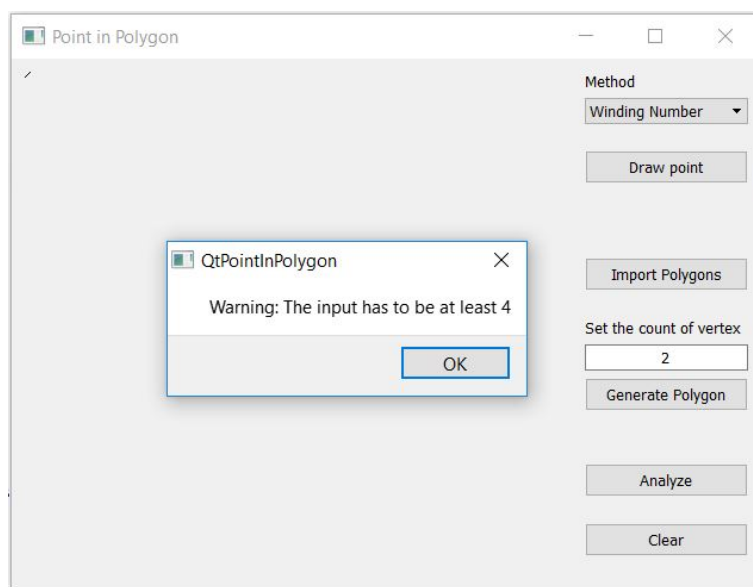 Point in Polygon
Method
Winding Number
Draw point
QtPointInPolygon
Warning: The input has to be at least 4
OK
Import Polygons
Set the count of vertex
2
Generate Polygon
Analyze
Clear